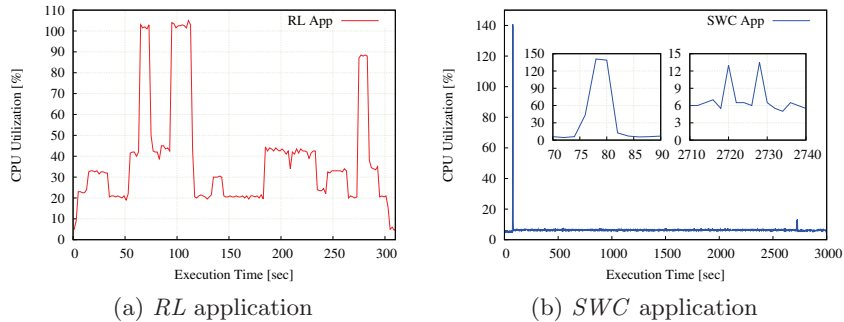 110
100
90
80
70
60
50
40
30
20
10
0
CPU Utilization [%]
RL App
0 50 100 150 200 250 300
Execution Time [sec]
(a) RL application
140
120
100
80
60
40
20
0
CPU Utilization [%]
SWC App
150
120
90
60
30
0
70 75 80 85 90
15
12
9
6
3
0
2710 2720 2730 2740
0 500 1000 1500 2000 2500 3000
Execution Time [sec]
(b) SWC application